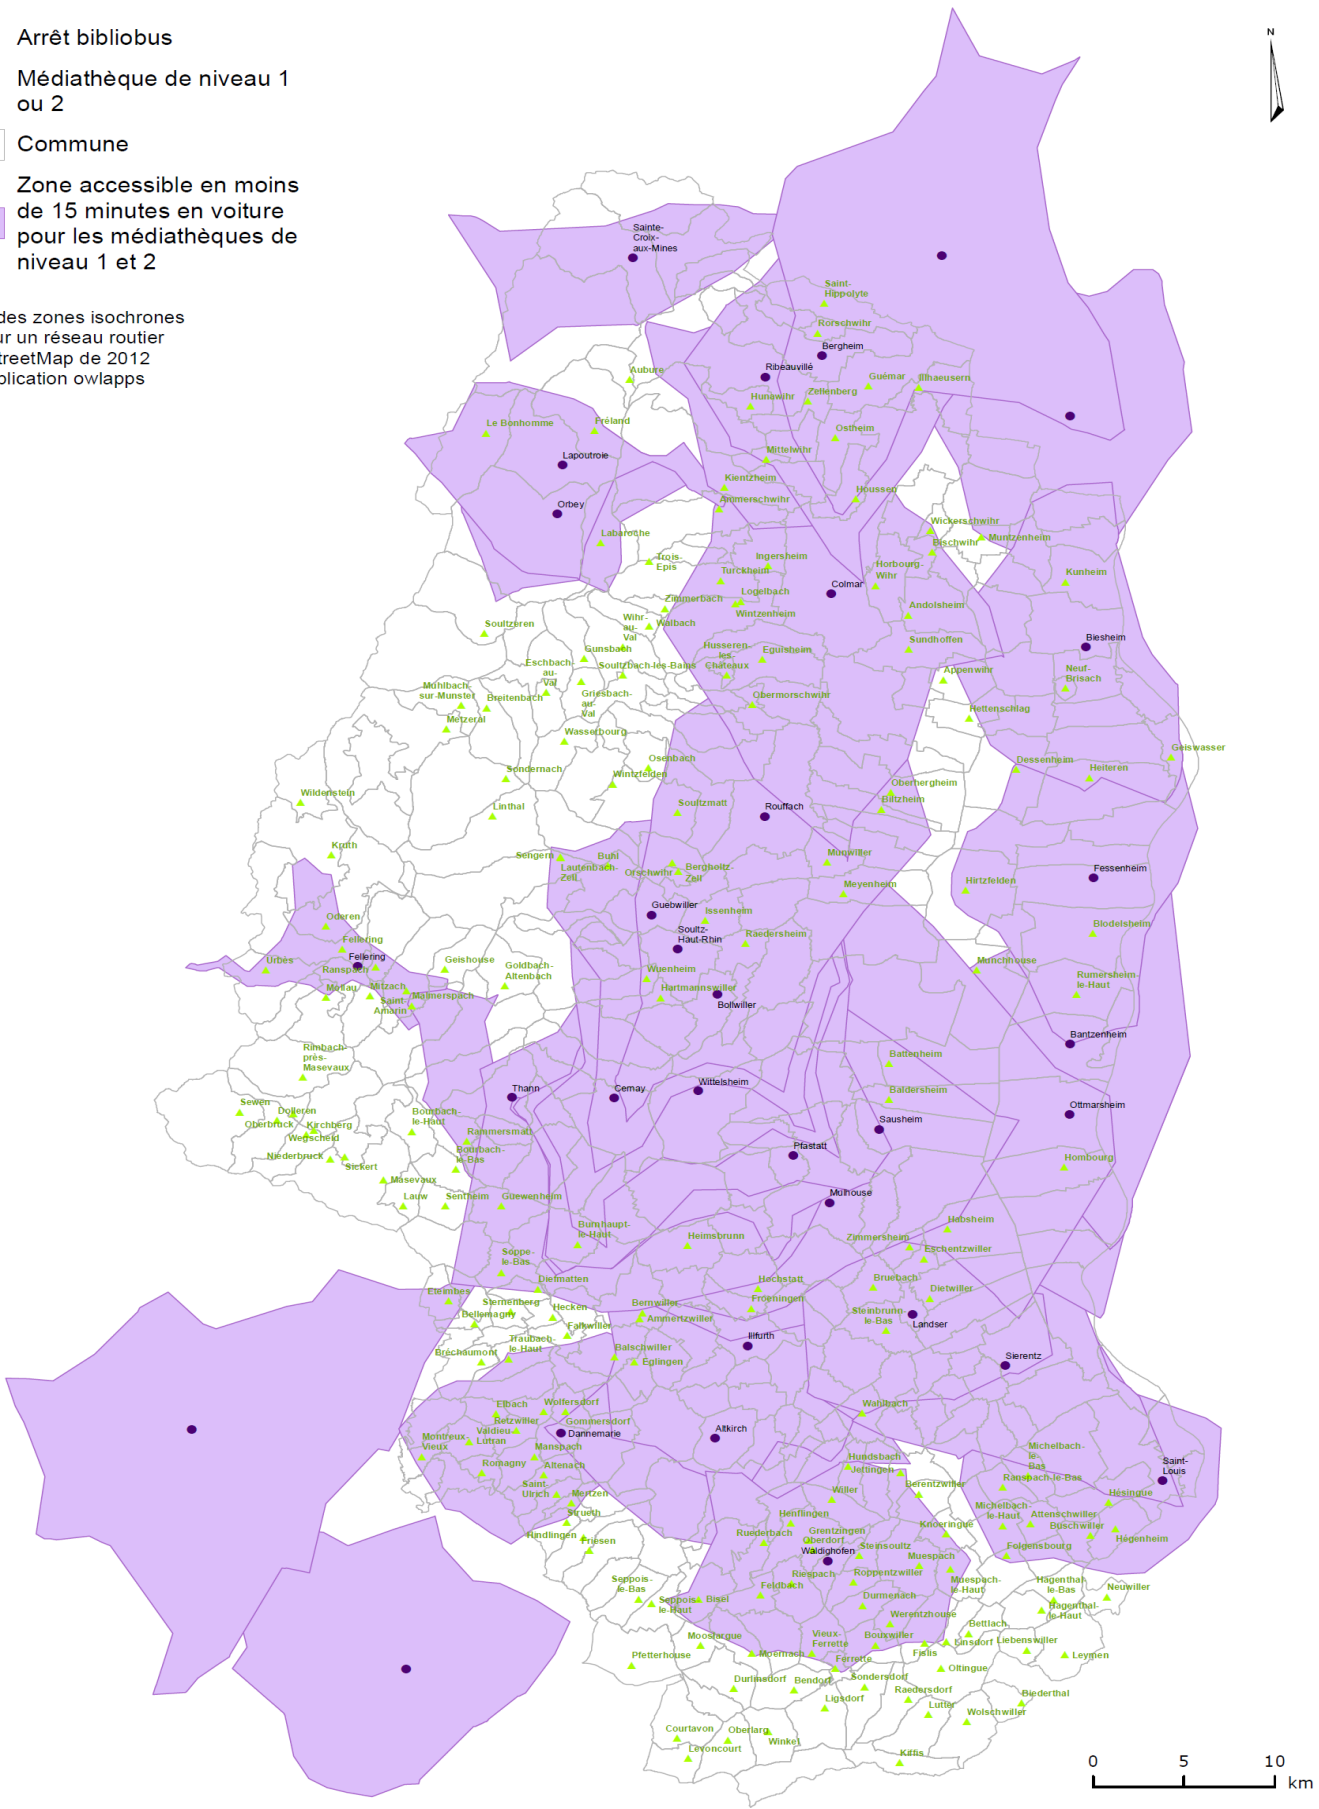 Arrêt bibliobus
Médiathèque de niveau 1
ou 2
Commune
Zone accessible en moins
de 15 minutes en voiture
pour les médiathèques de
niveau 1 et 2
des zones isochrones
ur un réseau routier
treetMap de 2012
plication owlapps
N
Sainte-
Croix-
aux-Mines
Saint-
Hippolyte
Rorschwihr
Bergheim
Ribeauvillé
Aubure
Guémar
Illhaeusern
Zellenberg
Hunawihr
Le Bonhomme
Fréland
Ostheim
Mittelwihr
Lapoutroie
Kientzheim
Houssen
Ammerschwihr
Orbey
Wickerschwihr
Muntzenheim
Bischwihr
Labaroche
Trois-
Epis
Ingersheim
Turckheim
Horbourg-
Wihr
Kunheim
Colmar
Logelbach
Zimmerbach
Wintzenheim
Andolsheim
Soultzeren
Wihr-
au-
Val
Walbach
Biesheim
Sundhoffen
Gunsbach
Husseren-
les-
Châteaux
Eguisheim
Eschbach-
au-
Val
Soultzbach-les-Bains
Appenwihr
Neuf-
Brisach
Muhlbach-
sur-Munster
Breitenbach
Griesbach-
au-
Val
Obermorschwihr
Hettenschlag
Metzeral
Wasserbourg
Geiswasser
Osenbach
Dessenheim
Heiteren
Sondernach
Wintzfelden
Oberhergheim
Biltzheim
Wildenstein
Linthal
Soultzmatt
Rouffach
Kruth
Sengern
Buhl
Munwiller
Lautenbach-
Zell
Orschwihr
Bergholtz-
Zell
Meyenheim
Hirtzfelden
Fessenheim
Guebwiller
Issenheim
Oderen
Soultz-
Haut-Rhin
Raedersheim
Blodelsheim
Fellering
Fellering
Urbès
Ranspach
Geishouse
Goldbach-
Altenbach
Wuenheim
Munchhouse
Rumersheim-
le-Haut
Mollau
Mitzach
Malmerspach
Hartmannswiller
Saint-
Amarin
Bollwiller
Bantzenheim
Rimbach-
près-
Masevaux
Battenheim
Thann
Cernay
Wittelsheim
Baldersheim
Sewen
Dolleren
Oberbruck
Kirchberg
Wegscheid
Bourbach-
le-Haut
Ottmarsheim
Sausheim
Rammersmatt
Niederbruck
Sickert
Bourbach-
le-Bas
Pfastatt
Hombourg
Masevaux
Lauw
Sentheim
Guewenheim
Mulhouse
Burnhaupt-
le-Haut
Heimsbrunn
Habsheim
Zimmersheim
Eschentzwiller
Soppe-
le-Bas
Diefmatten
Hochstatt
Bruebach
Dietwiller
Eteimbes
Sternenberg
Bernwiller
Froeningen
Bellemagny
Hecken
Ammertzwiller
Steinbrunn-
le-Bas
Landser
Falkwiller
Traubach-
le-Haut
Illfurth
Bréchaumont
Balschwiller
Eglingen
Sierentz
Elbach
Wolfersdorf
Wahlbach
Retzwiller
Gommersdorf
Valdieu-
Lutran
Dannemarie
Altkirch
Montreux-
Vieux
Manspach
Michelbach-
le-
Bas
Romagny
Altenach
Hundsbach
Jettingen
Saint-
Louis
Ranspach-le-Bas
Saint-
Ulrich
Mertzen
Willer
Berentzwiller
Hésingue
Strueth
Henflingen
Michelbach-
le-Haut
Attenschwiller
Buschwiller
Knoeringue
Hindlingen
Friesen
Ruederbach
Grentzingen
Oberdorf
Steinsoultz
Hégenheim
Folgensbourg
Waldighofen
Muespach
Riespach
Roppentzwiller
Seppois-
le-Bas
Feldbach
Muespach-
le-Haut
Hagenthal-
le-Bas
Neuwiller
Seppois-
le-Haut
Bisel
Durmenach
Hagenthal-
le-Haut
Werentzhouse
Bettlach
Mooslargue
Vieux-
Ferrette
Bouxwiller
Linsdorf
Liebenswiller
Pfetterhouse
Moernach
Ferrette
Fislis
Leymen
Oltingue
Durlinsdorf
Bendorf
Sondersdorf
Raedersdorf
Biederthal
Ligsdorf
Lutter
Wolschwiller
Courtavon
Oberlarg
Winkel
Levoncourt
Kiffis
0 5 10
km